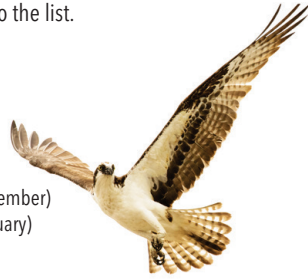 o the list.
ember)
uary)